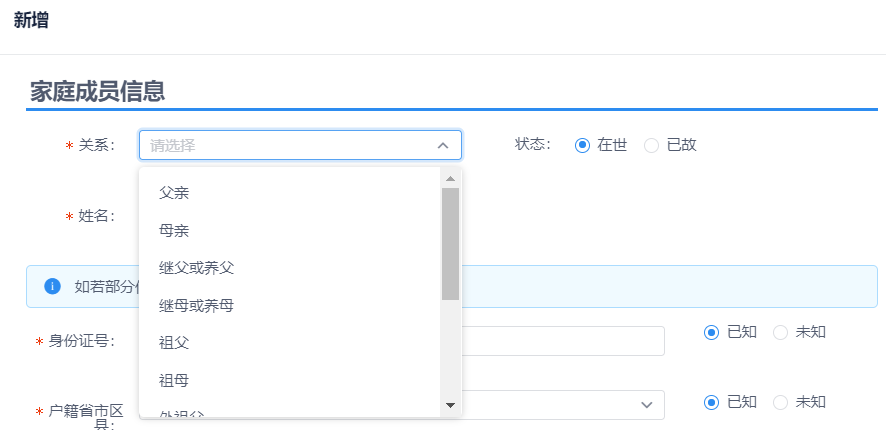 新增
家庭成员信息
* 关系: 请选择 状态: 在世 已故
父亲
* 姓名: 母亲
继父或养父
如若部分 继母或养母
* 身份证号: 祖父 已知 未知
祖母
* 户籍省市区县: 外祖父 已知 未知